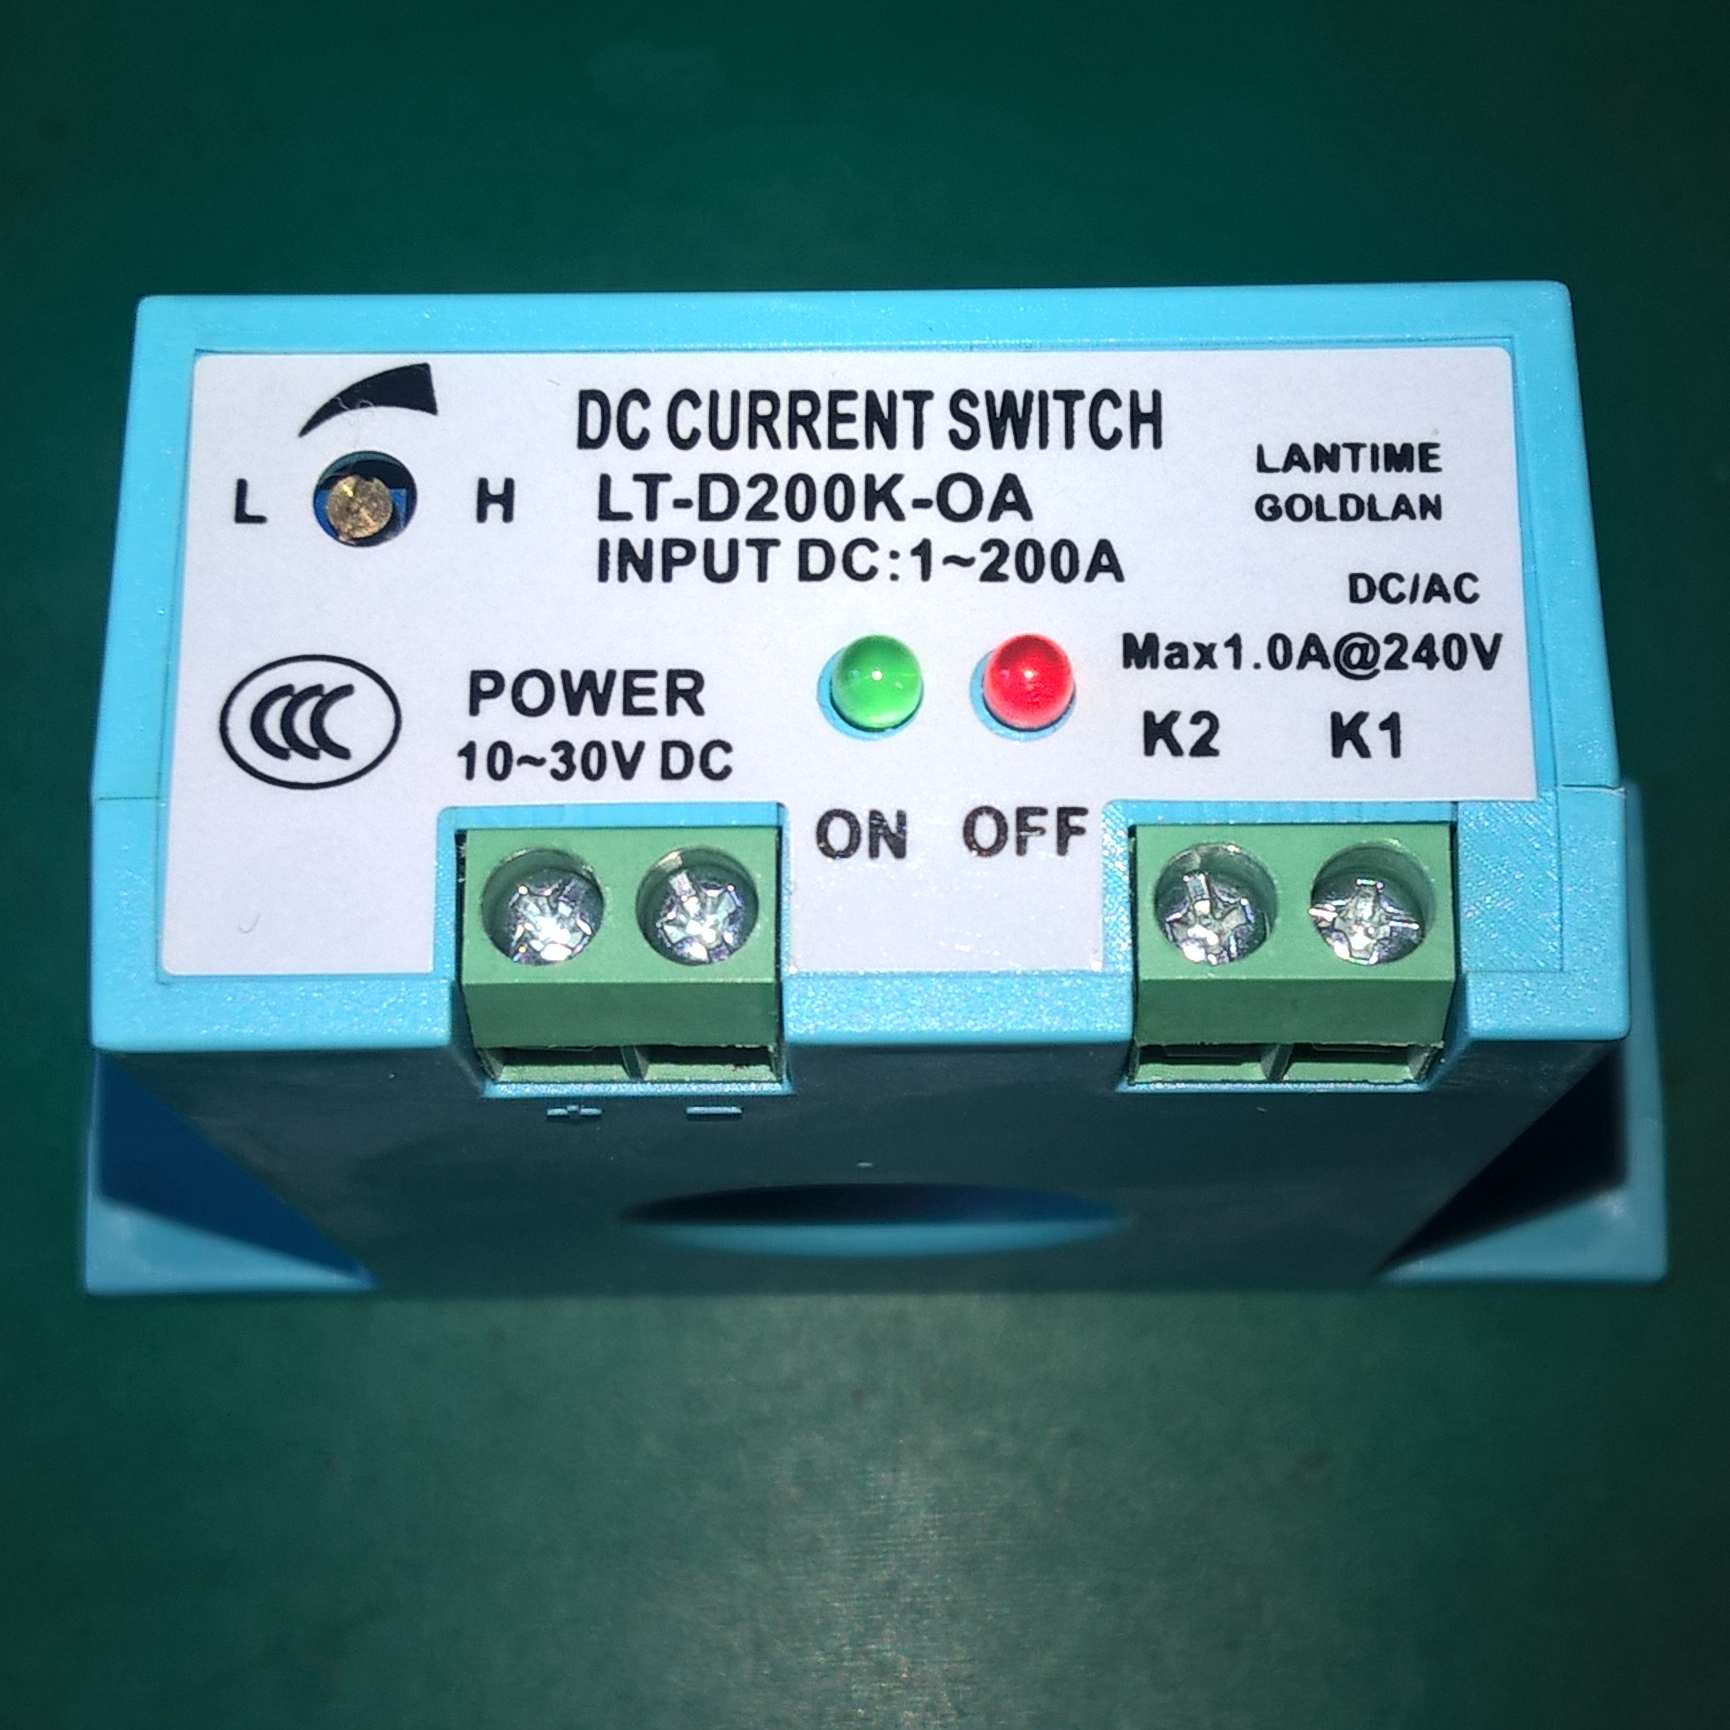 DC CURRENT SWITCH
LT-D200K-OA
INPUT DC:1~200A
LANTIME
GOLDLAN
L
H
DC/AC
Max1.0A@240V
K2
K1
POWER
10~30V DC
ON
OFF
CCC
+
-